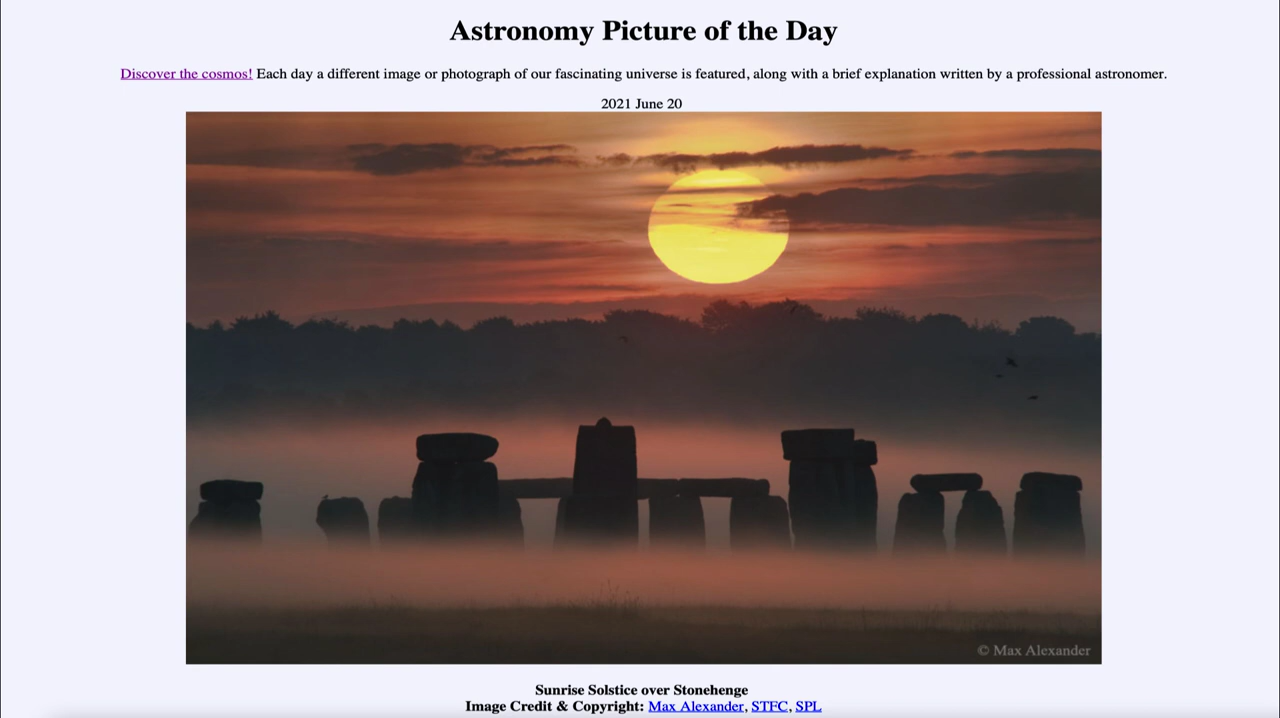 Astronomy Picture of the Day
Discover the cosmos! Each day a different image or photograph of our fascinating universe is featured, along with a brief explanation written by a professional astronomer.
2021 June 20
© Max Alexander
Sunrise Solstice over Stonehenge
Image Credit & Copyright: Max Alexander, STFC, SPL